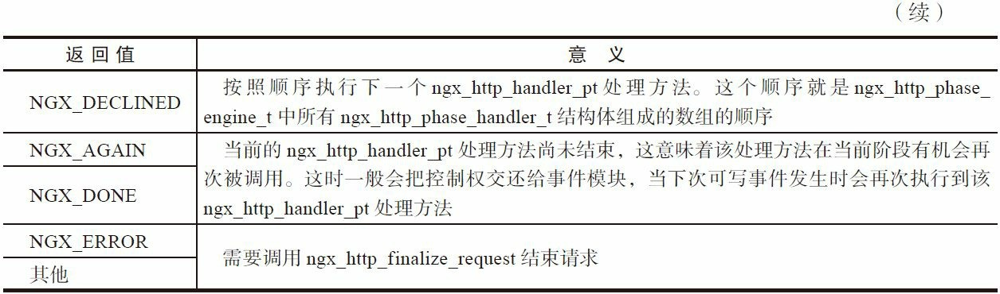 （续）
返回值 意 义
NGX_DECLINED
按照顺序执行下一个 ngx_http_handler_pt 处理方法。这个顺序就是 ngx_http_phase_
engine_t 中所有 ngx_http_phase_handler_t 结构体组成的数组的顺序
NGX_AGAIN
NGX_DONE
当前的 ngx_http_handler_pt 处理方法尚未结束，这意味着该处理方法在当前阶段有机会再
次被调用。这时一般会把控制权交还给事件模块，当下次可写事件发生时会再次执行到该
ngx_http_handler_pt 处理方法
NGX_ERROR
其他
需要调用 ngx_http_finalize_request 结束请求